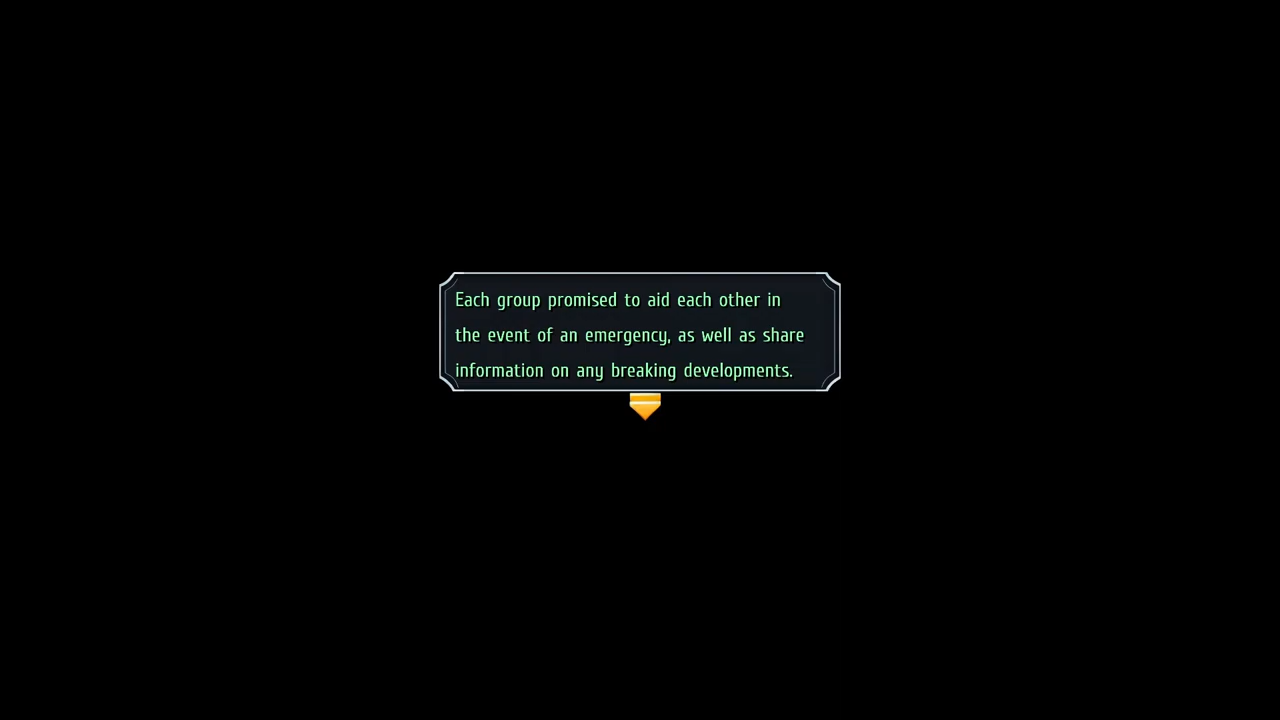 Each group promised to aid each other in
the event of an emergency, as well as share
information on any breaking developments.